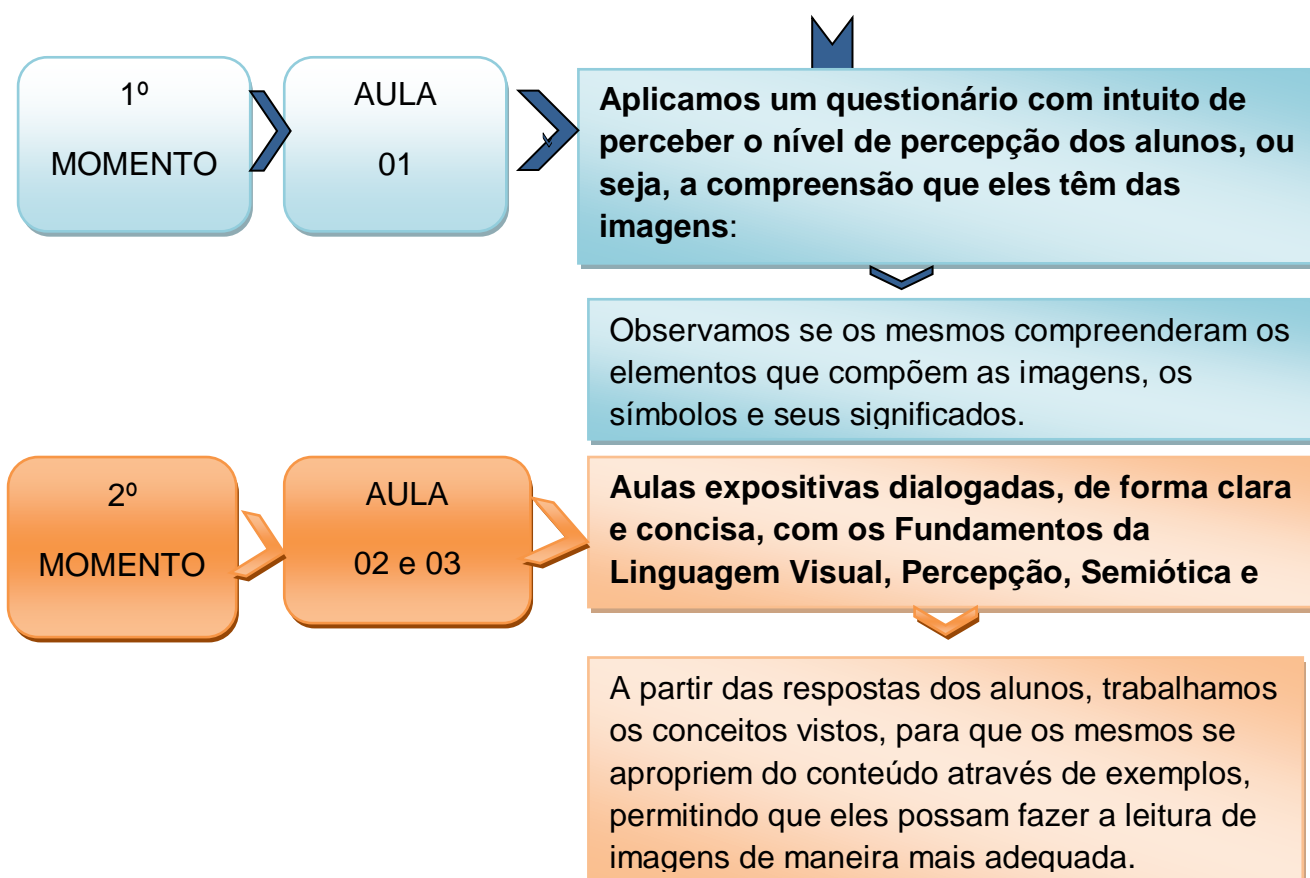 1º
MOMENTO
AULA
01
Aplicamos um questionário com intuito de
perceber o nível de percepção dos alunos, ou
seja, a compreensão que eles têm das
imagens:
Observamos se os mesmos compreenderam os
elementos que compõem as imagens, os
símbolos e seus significados.
2º
MOMENTO
AULA
02 e 03
Aulas expositivas dialogadas, de forma clara
e concisa, com os Fundamentos da
Linguagem Visual, Percepção, Semiótica e
A partir das respostas dos alunos, trabalhamos
os conceitos vistos, para que os mesmos se
apropriem do conteúdo através de exemplos,
permitindo que eles possam fazer a leitura de
imagens de maneira mais adequada.